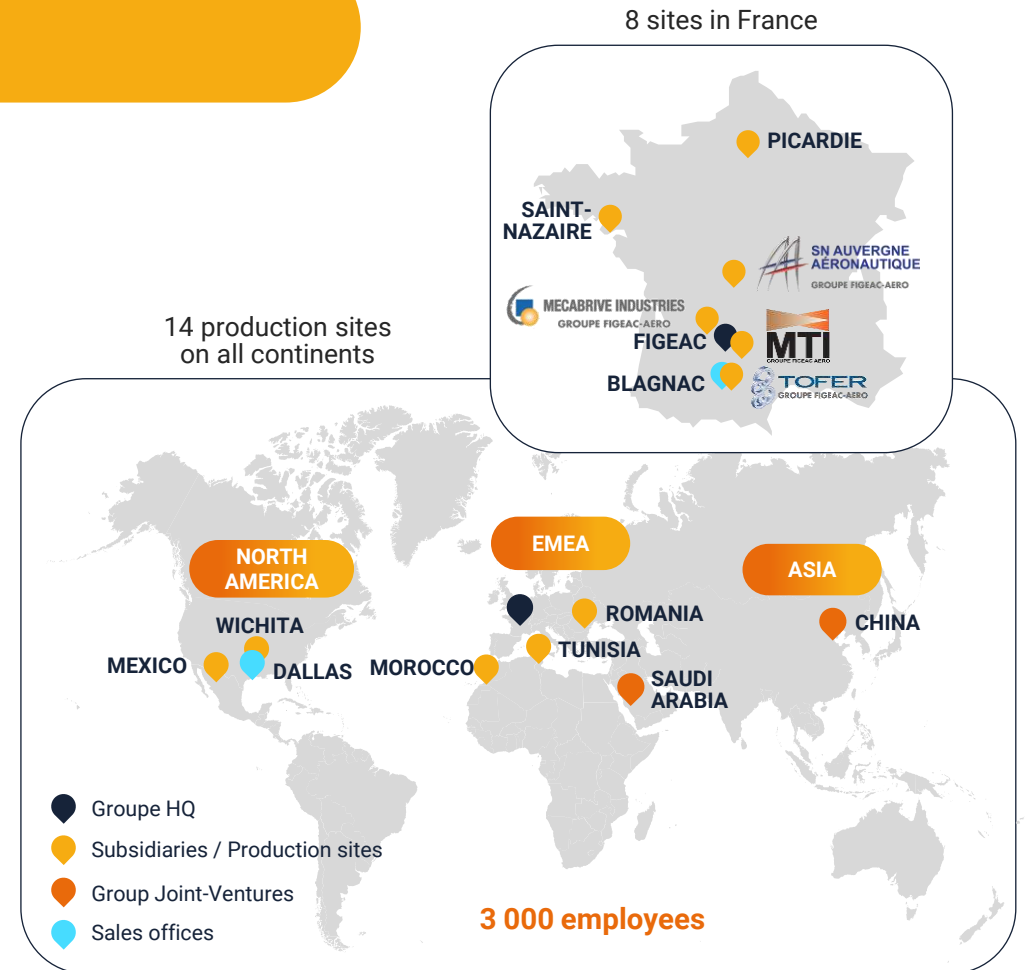 8 sites in France
PICARDIE
SAINT-
NAZAIRE
SN AUVERGNE
AÉRONAUTIQUE
GROUPE FIGEAC-AERO
MECABRIVE INDUSTRIES
GROUPE FIGEAC-AERO
FIGEAC
MTI
GROUPE FIGEAC AERO
BLAGNAC
TOFER
GROUPE FIGEAC-AERO
14 production sites
on all continents
NORTH
AMERICA
EMEA
ASIA
WICHITA
MEXICO
DALLAS
MOROCCO
ROMANIA
TUNISIA
SAUDI
ARABIA
CHINA
Groupe HQ
Subsidiaries / Production sites
Group Joint-Ventures
Sales offices
3 000 employees